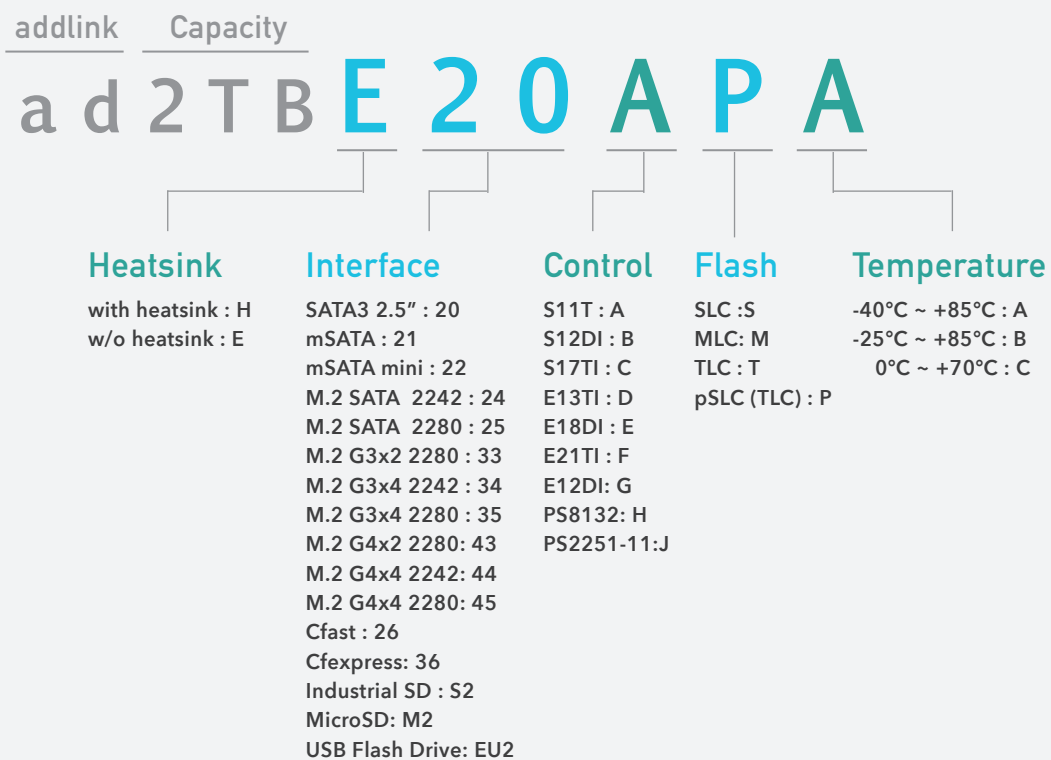 addlink Capacity
ad2TBE20APA
Heatsink
with heatsink : H
w/o heatsink : E
Interface
SATA3 2.5″ : 20
mSATA : 21
mSATA mini : 22
M.2 SATA 2242 : 24
M.2 SATA 2280 : 25
M.2 G3x2 2280 : 33
M.2 G3x4 2242 : 34
M.2 G3x4 2280 : 35
M.2 G4x2 2280: 43
M.2 G4x4 2242: 44
M.2 G4x4 2280: 45
Cfast : 26
Cfexpress: 36
Industrial SD : S2
MicroSD: M2
USB Flash Drive: EU2
Control
S11T : A
S12DI : B
S17TI : C
E13TI : D
E18DI : E
E21TI : F
E12DI: G
PS8132: H
PS2251-11:J
Flash
SLC :S
MLC: M
TLC : T
pSLC (TLC) : P
Temperature
-40°C ~ +85°C : A
-25°C ~ +85°C : B
0°C ~ +70°C : C